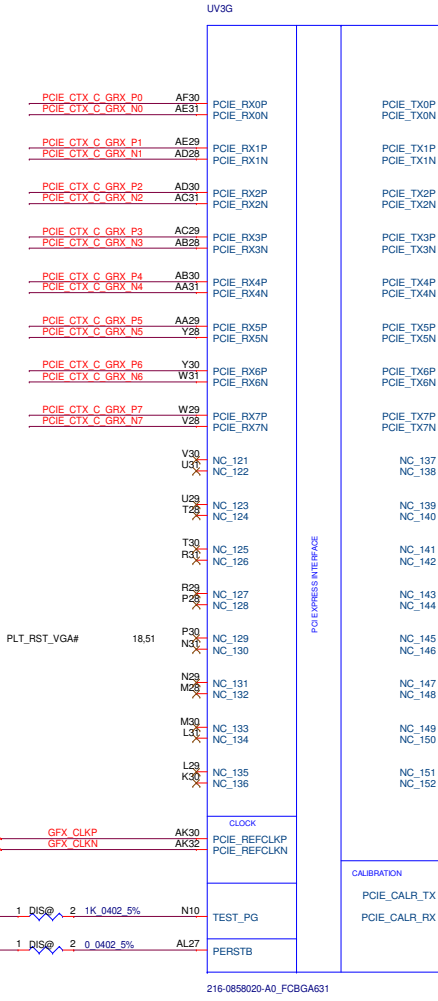 UV3G
PCIE_CTX_C_GRX_P0 AF30 PCIE_RX0P PCIE_TX0P
PCIE_CTX_C_GRX_N0 AE31 PCIE_RX0N PCIE_TX0N
PCIE_CTX_C_GRX_P1 AE29 PCIE_RX1P PCIE_TX1P
PCIE_CTX_C_GRX_N1 AD28 PCIE_RX1N PCIE_TX1N
PCIE_CTX_C_GRX_P2 AD30 PCIE_RX2P PCIE_TX2P
PCIE_CTX_C_GRX_N2 AC31 PCIE_RX2N PCIE_TX2N
PCIE_CTX_C_GRX_P3 AC29 PCIE_RX3P PCIE_TX3P
PCIE_CTX_C_GRX_N3 AB28 PCIE_RX3N PCIE_TX3N
PCIE_CTX_C_GRX_P4 AB30 PCIE_RX4P PCIE_TX4P
PCIE_CTX_C_GRX_N4 AA31 PCIE_RX4N PCIE_TX4N
PCIE_CTX_C_GRX_P5 AA29 PCIE_RX5P PCIE_TX5P
PCIE_CTX_C_GRX_N5 Y28 PCIE_RX5N PCIE_TX5N
PCIE_CTX_C_GRX_P6 Y30 PCIE_RX6P PCIE_TX6P
PCIE_CTX_C_GRX_N6 W31 PCIE_RX6N PCIE_TX6N
PCIE_CTX_C_GRX_P7 W29 PCIE_RX7P PCIE_TX7P
PCIE_CTX_C_GRX_N7 V28 PCIE_RX7N PCIE_TX7N
V30 NC_121 NC_137
U31 NC_122 NC_138
U29 NC_123 NC_139
T28 NC_124 NC_140
T30 NC_125 NC_141
R31 NC_126 NC_142
PCI EXPRESS INTERFACE
R29 NC_127 NC_143
P28 NC_128 NC_144
PLT_RST_VGA# 18,51 P30 NC_129 NC_145
N31 NC_130 NC_146
N29 NC_131 NC_147
M28 NC_132 NC_148
M30 NC_133 NC_149
L31 NC_134 NC_150
L29 NC_135 NC_151
K30 NC_136 NC_152
CLOCK
GFX_CLKP AK30 PCIE_REFCLKP
GFX_CLKN AK32 PCIE_REFCLKN
CALIBRATION
PCIE_CALR_TX
1 DIS@ 2 1K_0402_5% N10 TEST_PG PCIE_CALR_RX
1 DIS@ 2 0_0402_5% AL27 PERSTB
216-0858020-A0_FCBGA631